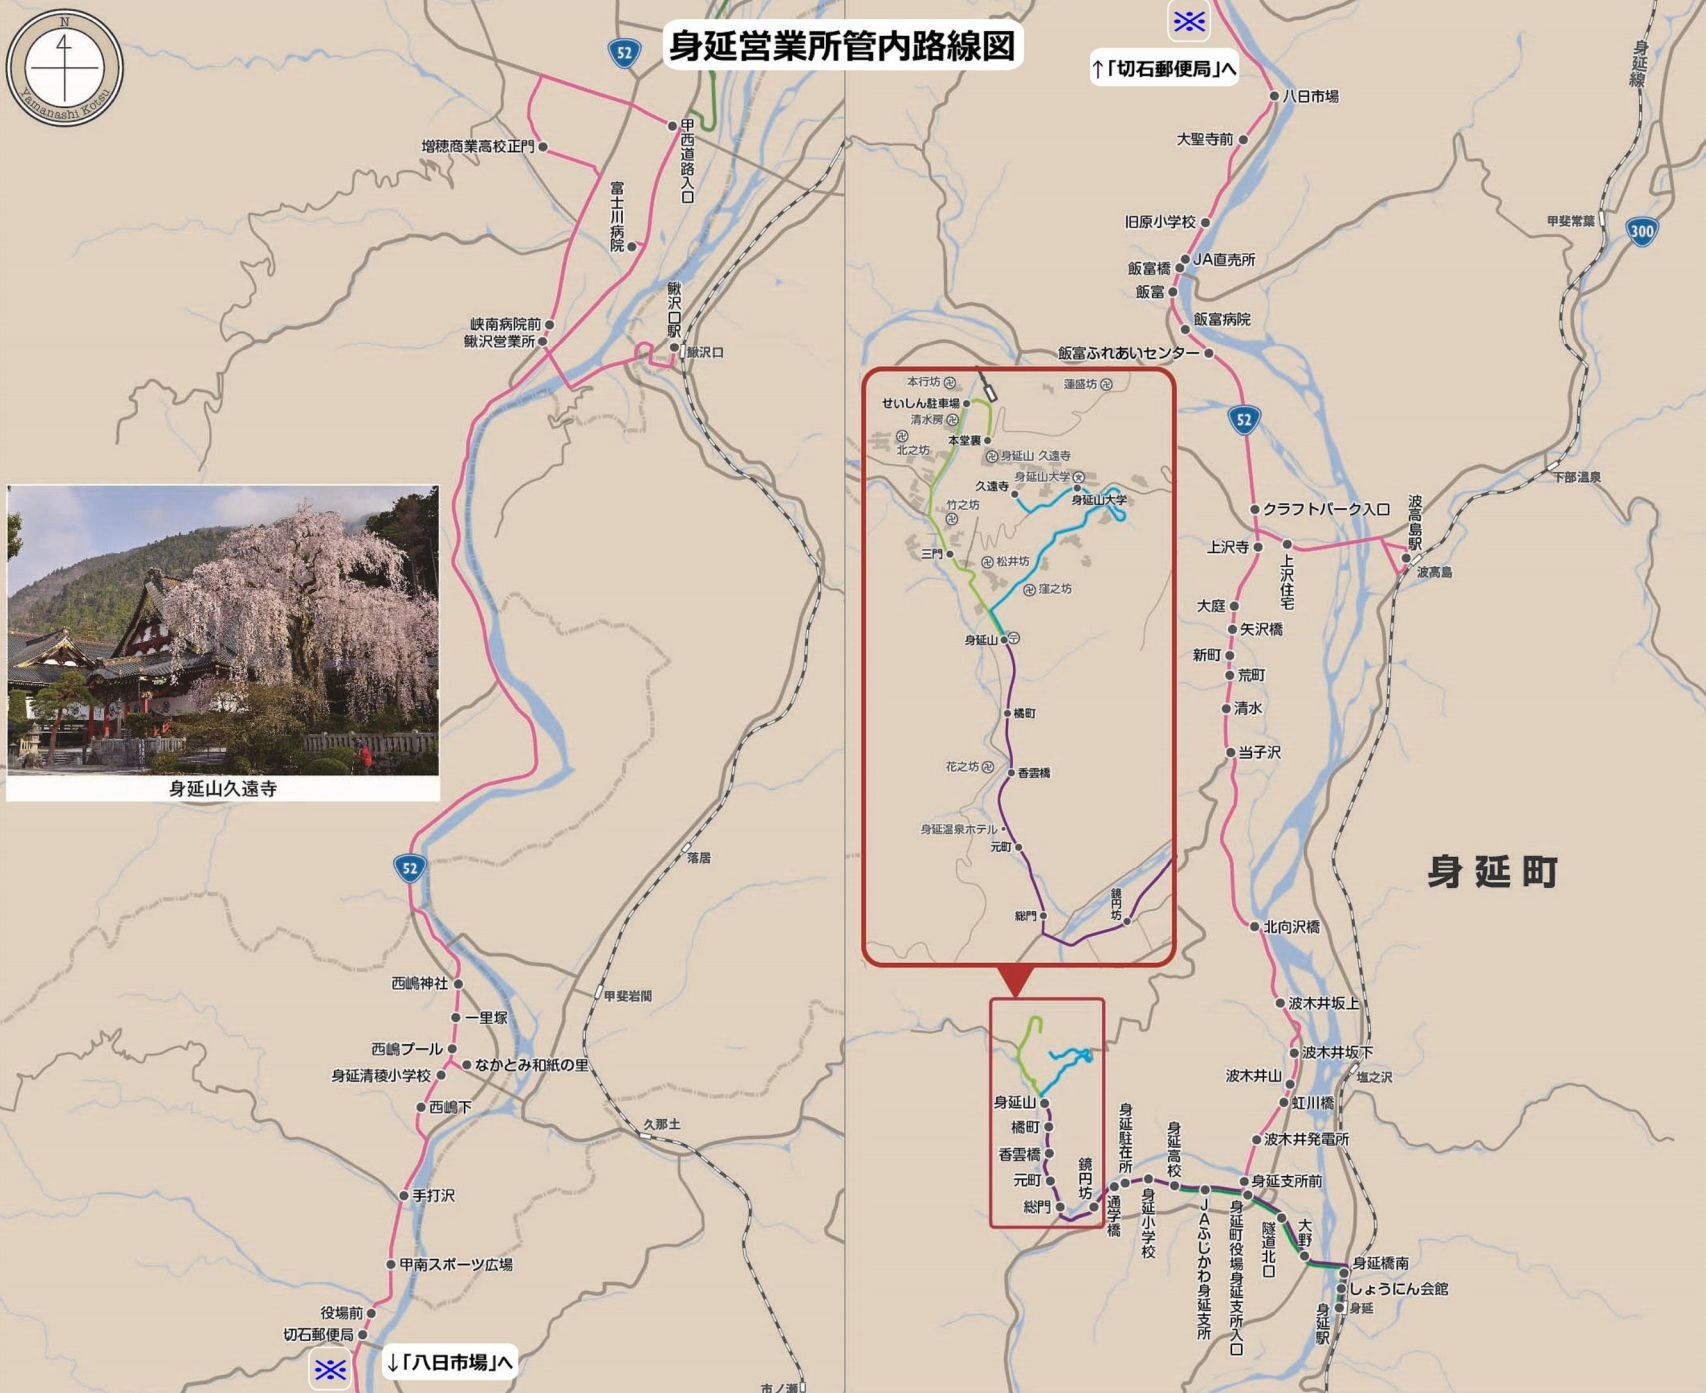 身延営業所管内路線図
N
Yamanashi Kotsu
52
増穂商業高校正門
甲西道路入口
富士川病院
鰍沢口駅
鰍沢口
峡南病院前
鰍沢営業所
身延山久遠寺
52
落居
甲斐岩間
西嶋神社
一里塚
西嶋プール
なかとみ和紙の里
身延清稜小学校
西嶋下
久那土
手打沢
甲南スポーツ広場
役場前
切石郵便局
※
↓「八日市場」へ
市ノ瀬
※
↑「切石郵便局」へ
八日市場
大聖寺前
旧原小学校
JA直売所
飯富橋
飯富
飯富病院
飯富ふれあいセンター
身延線
甲斐常葉
300
52
下部温泉
クラフトパーク入口
波高島駅
波高島
上沢寺
上沢住宅
大庭
矢沢橋
新町
荒町
清水
当子沢
身延町
北向沢橋
波木井坂上
波木井坂下
塩之沢
波木井山
虹川橋
波木井発電所
身延支所前
本行坊
蓮盛坊
せいしん駐車場
清水房
北之坊
本堂裏
身延山 久遠寺
身延山大学
久遠寺
身延山大学
竹之坊
三門
松井坊
窪之坊
身延山
橘町
花之坊
香雲橋
身延温泉ホテル
元町
総門
鏡円坊
身延山
橘町
香雲橋
元町
総門
鏡円坊
通学橋
身延駐在所
身延小学校
身延高校
JAふじかわ身延支所
身延町役場身延支所入口
隧道北口
大野
身延橋南
しょうにん会館
身延
身延駅